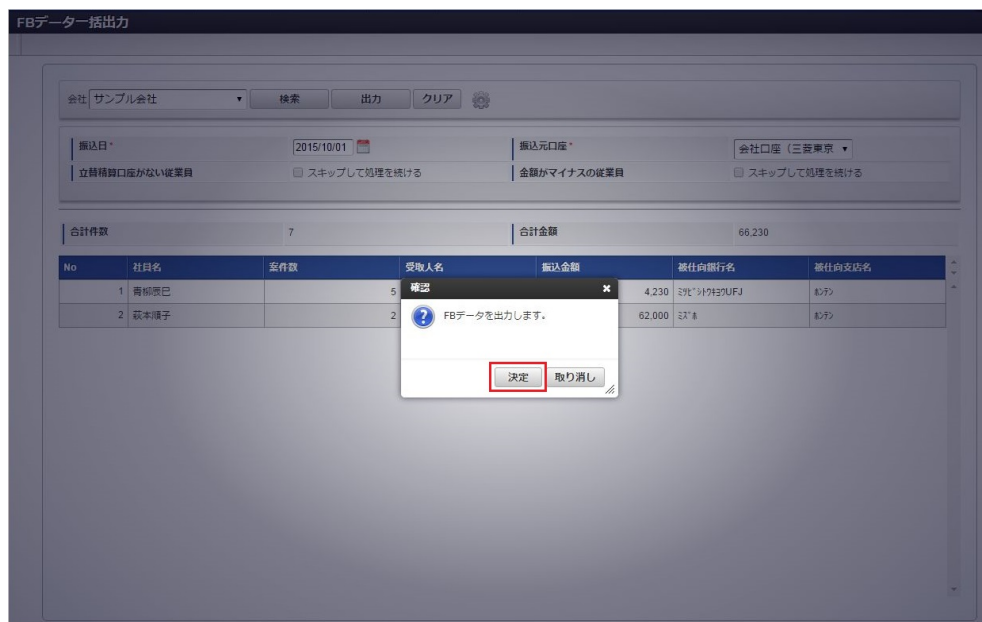 FBデータ一括出力
会社 サンプル会社 検索 出力 クリア
振込日* 2015/10/01 振込元口座* 会社口座（三菱東京
立替精算口座がない従業員 スキップして処理を続ける 金額がマイナスの従業員 スキップして処理を続ける
合計件数 7 合計金額 66,230
No 社員名 案件数 受取人名 振込金額 被仕向銀行名 被仕向支店名
1 青柳辰巳 5 4,230 ﾐﾂﾋﾞｼﾄｳｷﾖｳUFJ ﾎﾝﾃﾝ
2 萩本順子 2 62,000 ﾐｽﾞﾎ ﾎﾝﾃﾝ
確認
FBデータを出力します。
決定 取り消し